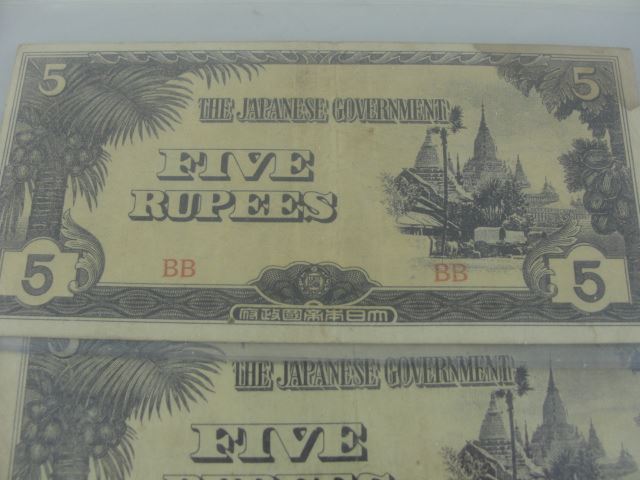 5 5
THE JAPANESE GOVERNMENT
FIVE
RUPEES
BB BB
5 5
大日本帝國政府
THE JAPANESE GOVERNMENT
FIVE
RUPEES